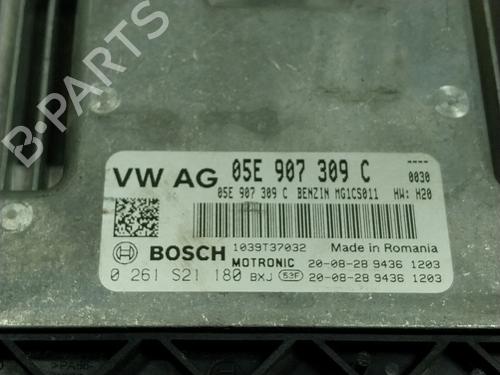 B-PARTS
VW AG 05E 907 309 C ----
05E 907 309 C BENZIN MG1CS011 0030
HW: H20
BOSCH 1039T37032 Made in Romania
MOTRONIC 20-08-28 9436 1203
0 261 S21 180 BXJ 53F 20-08-28 9436 1203